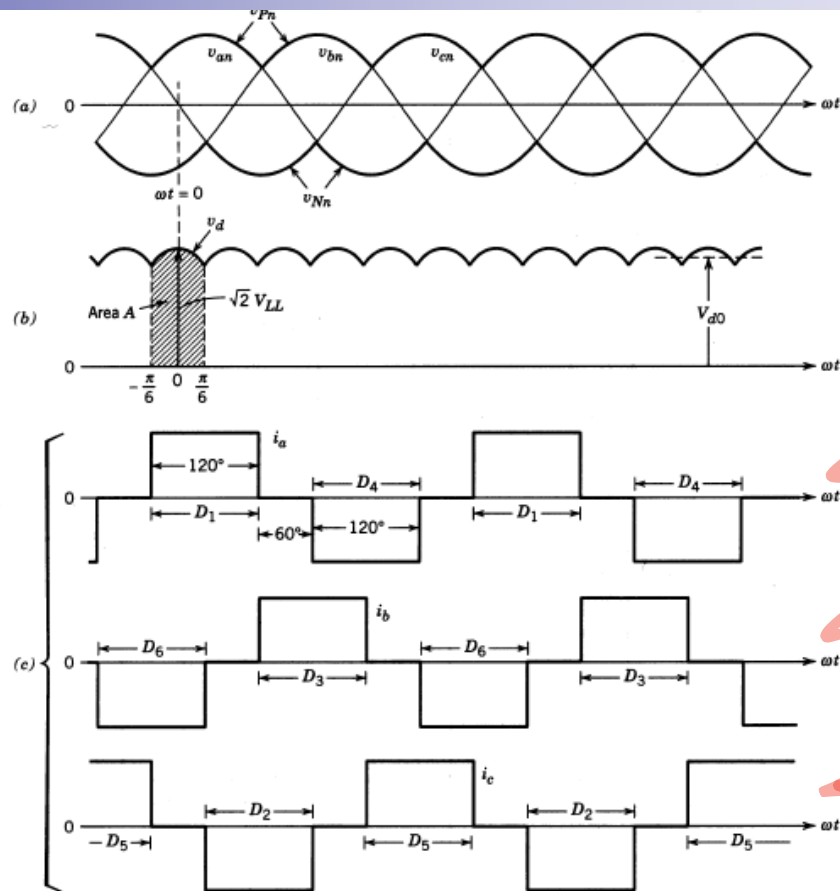 v_Pn
v_an v_bn v_cn
(a) 0 ωt
ωt = 0
v_Nn
v_d
Area A √2 V_LL
(b) V_d0
0 ωt
-π/6 0 π/6
i_a
120° D_4 D_4
0 ωt
D_1 60° 120° D_1
i_b
D_6 D_6
(c) 0 ωt
D_3 D_3
i_c
D_2 D_2
0 ωt
-D_5 D_5 D_5